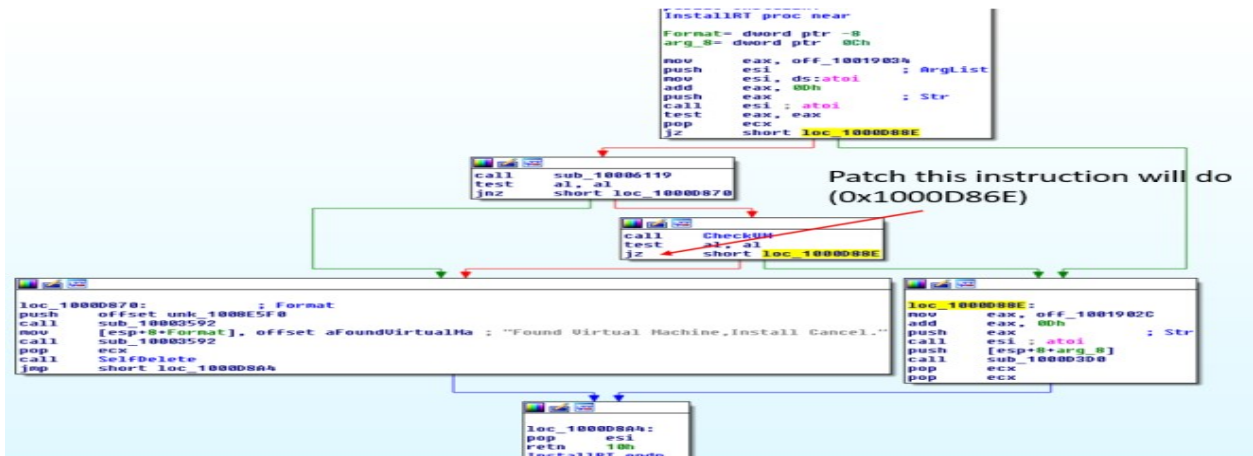 InstallRT proc near
Format= dword ptr -8
arg_8= dword ptr 0Ch
mov eax, off_10019034
push esi ; ArgList
mov esi, ds:atoi
add eax, 0Dh
push eax ; Str
call esi ; atoi
test eax, eax
pop ecx
jz short loc_1000D88E
call sub_10006119
test al, al
jnz short loc_1000D870
Patch this instruction will do
(0x1000D86E)
call CheckVM
test al, al
jz short loc_1000D88E
loc_1000D870: ; Format
push offset unk_1008E5F0
call sub_10003592
mov [esp+8+Format], offset aFoundVirtualMa ; "Found Virtual Machine,Install Cancel."
call sub_10003592
pop ecx
call SelfDelete
jmp short loc_1000D8A4
loc_1000D88E:
mov eax, off_1001902C
add eax, 0Dh
push eax ; Str
call esi ; atoi
push [esp+8+arg_8]
call sub_1000D3D0
pop ecx
pop ecx
loc_1000D8A4:
pop esi
retn 10h
InstallRT endp